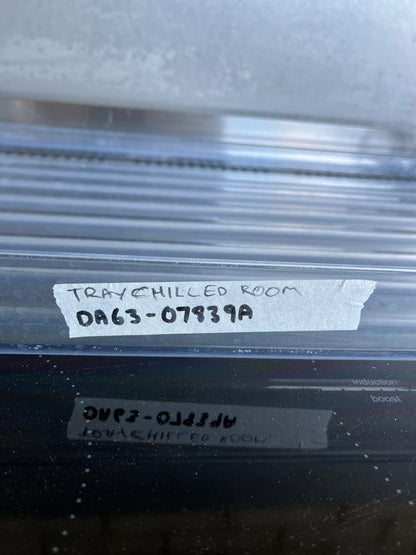 TRAY CHILLED ROOM
DA63-07839A
induction
boost